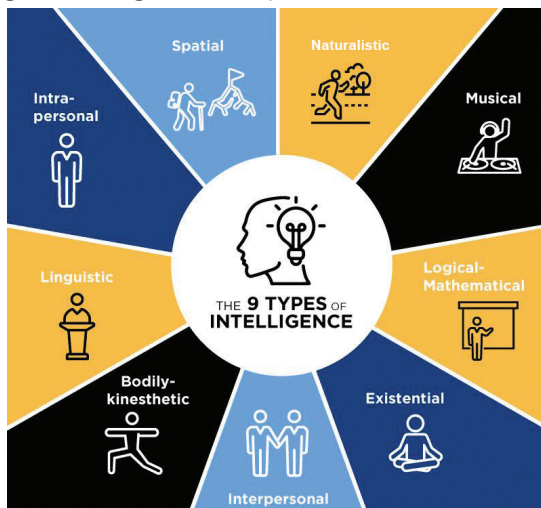 Spatial
Naturalistic
Intra-
personal
Musical
Linguistic
Logical-
Mathematical
THE 9 TYPES OF
INTELLIGENCE
Bodily-
kinesthetic
Existential
Interpersonal